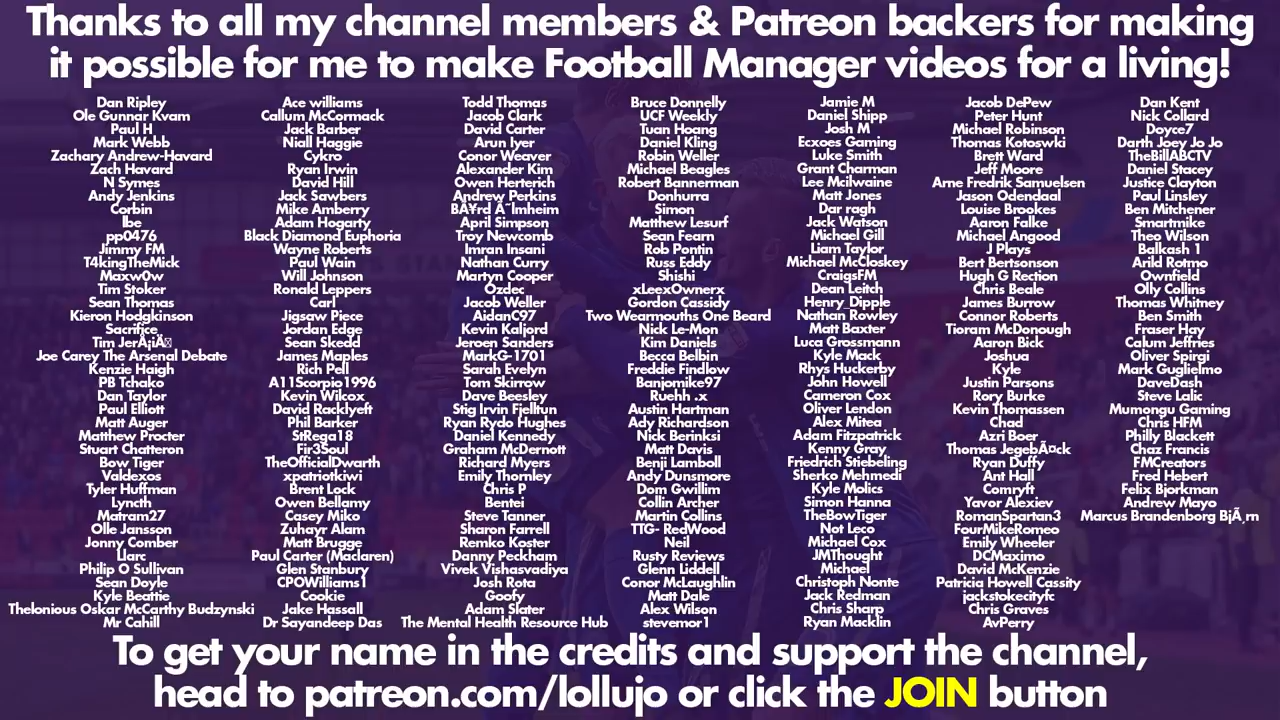 Thanks to all my channel members & Patreon backers for making
it possible for me to make Football Manager videos for a living!
Dan Ripley
Ole Gunnar Kvam
Paul H
Mark Webb
Zachary Andrew-Havard
Zach Havard
N Symes
Andy Jenkins
Corbin
Ibe
pp0476
Jimmy FM
T4kingTheMick
Maxw0w
Tim Stoker
Sean Thomas
Kieron Hodgkinson
Sacrifice
Joe Carey The Arsenal Debate
Kenzie Haigh
PB Tchako
Dan Taylor
Paul Elliott
Matt Auger
Matthew Procter
Stuart Chatteron
Bow Tiger
Valdexos
Tyler Huffman
Lyncth
Matram27
Olle Jansson
Jonny Comber
Llarc
Philip O Sullivan
Sean Doyle
Kyle Beattie
Thelonious Oskar McCarthy Budzynski
Mr Cahill
Ace williams
Callum McCormack
Jack Barber
Niall Haggie
Cykro
Ryan Irwin
David Hill
Jack Sawbers
Mike Amberry
Adam Hogarty
Black Diamond Euphoria
Wayne Roberts
Paul Wain
Will Johnson
Ronald Leppers
Carl
Jigsaw Piece
Jordan Edge
Sean Skedd
James Maples
Rich Pell
A11Scorpio1996
Kevin Wilcox
David Racklyeft
Phil Barker
StRega18
Fir3Soul
TheOfficialDwarth
xpatriotkiwi
Brent Lock
Owen Bellamy
Casey Miko
Zuhayr Alam
Matt Brugge
Paul Carter (Maclaren)
Glen Stanbury
CPOWilliams1
Cookie
Jake Hassall
Dr Sayandeep Das
Todd Thomas
Jacob Clark
David Carter
Arun Iyer
Conor Weaver
Alexander Kim
Owen Herterich
Andrew Perkins
BÃ¥rd Ã˜lmheim
April Simpson
Troy Newcomb
Imran Insani
Nathan Curry
Martyn Cooper
Ozdec
Jacob Weller
AidanC97
Kevin Kaljord
Jeroen Sanders
MarkG-1701
Sarah Evelyn
Tom Skirrow
Dave Beesley
Stig Irvin Fjelltun
Ryan Rydo Hughes
Daniel Kennedy
Graham McDernott
Richard Myers
Emily Thornley
Chris P
Bentei
Steve Tanner
Sharon Farrell
Remko Koster
Danny Peckham
Vivek Vishasvadiya
Josh Rota
Goofy
Adam Slater
The Mental Health Resource Hub
Bruce Donnelly
UCF Weekly
Tuan Hoang
Daniel Kling
Robin Weller
Michael Beagles
Robert Bannerman
Donhurra
Simon
Matthew Lesurf
Sean Fearn
Rob Pontin
Russ Eddy
Shishi
xLeexOwnerx
Gordon Cassidy
Two Wearmouths One Beard
Nick Le-Mon
Kim Daniels
Becca Belbin
Freddie Findlow
Banjomike97
Ruehh .x
Austin Hartman
Ady Richardson
Nick Berinksi
Matt Davis
Benji Lamboll
Andy Dunsmore
Dom Gwillim
Collin Archer
Martin Collins
TTG- RedWood
Neil
Rusty Reviews
Glenn Liddell
Conor McLaughlin
Matt Dale
Alex Wilson
stevemor1
Jamie M
Daniel Shipp
Josh M
Ecxoes Gaming
Luke Smith
Grant Charman
Lee Mcilwaine
Matt Jones
Dar ragh
Jack Watson
Michael Gill
Liam Taylor
Michael McCloskey
CraigsFM
Dean Leitch
Henry Dipple
Nathan Rowley
Matt Baxter
Luca Grossmann
Kyle Mack
Rhys Huckerby
John Howell
Cameron Cox
Oliver Lendon
Alex Mitea
Adam Fitzpatrick
Kenny Gray
Friedrich Stiebeling
Sherko Mehmedi
Kyle Molics
Simon Hanna
TheBowTiger
Not Leco
Michael Cox
JMThought
Michael
Christoph Nonte
Jack Redman
Chris Sharp
Ryan Macklin
Jacob DePew
Peter Hunt
Michael Robinson
Thomas Kotoswki
Brett Ward
Jeff Moore
Arne Fredrik Samuelsen
Jason Odendaal
Louise Brookes
Aaron Falke
Michael Angood
J Plays
Bert Bertsonson
Hugh G Rection
Chris Beale
James Burrow
Connor Roberts
Tioram McDonough
Aaron Bick
Joshua
Kyle
Justin Parsons
Rory Burke
Kevin Thomassen
Chad
Azri Boer
Thomas JegebÃ¤ck
Ryan Duffy
Ant Hall
Comryft
Yavor Alexiev
RomanSpartan3
FourMikeRomeo
Emily Wheeler
DCMaximo
David McKenzie
Patricia Howell Cassity
jackstokecityfc
Chris Graves
AvPerry
Dan Kent
Nick Collard
Doyce7
Darth Joey Jo Jo
TheBillABCTV
Daniel Stacey
Justice Clayton
Paul Linsley
Ben Mitchener
Smartmike
Theo Wilson
Balkash 1
Arild Rotmo
Ownfield
Olly Collins
Thomas Whitney
Ben Smith
Fraser Hay
Calum Jeffries
Oliver Spirgi
Mark Guglielmo
DaveDash
Steve Lalic
Mumongu Gaming
Chris HFM
Philly Blackett
Chaz Francis
FMCreators
Fred Hebert
Felix Bjorkman
Andrew Mayo
Marcus Brandenborg BjÃ¸rn
To get your name in the credits and support the channel,
head to patreon.com/lollujo or click the JOIN button